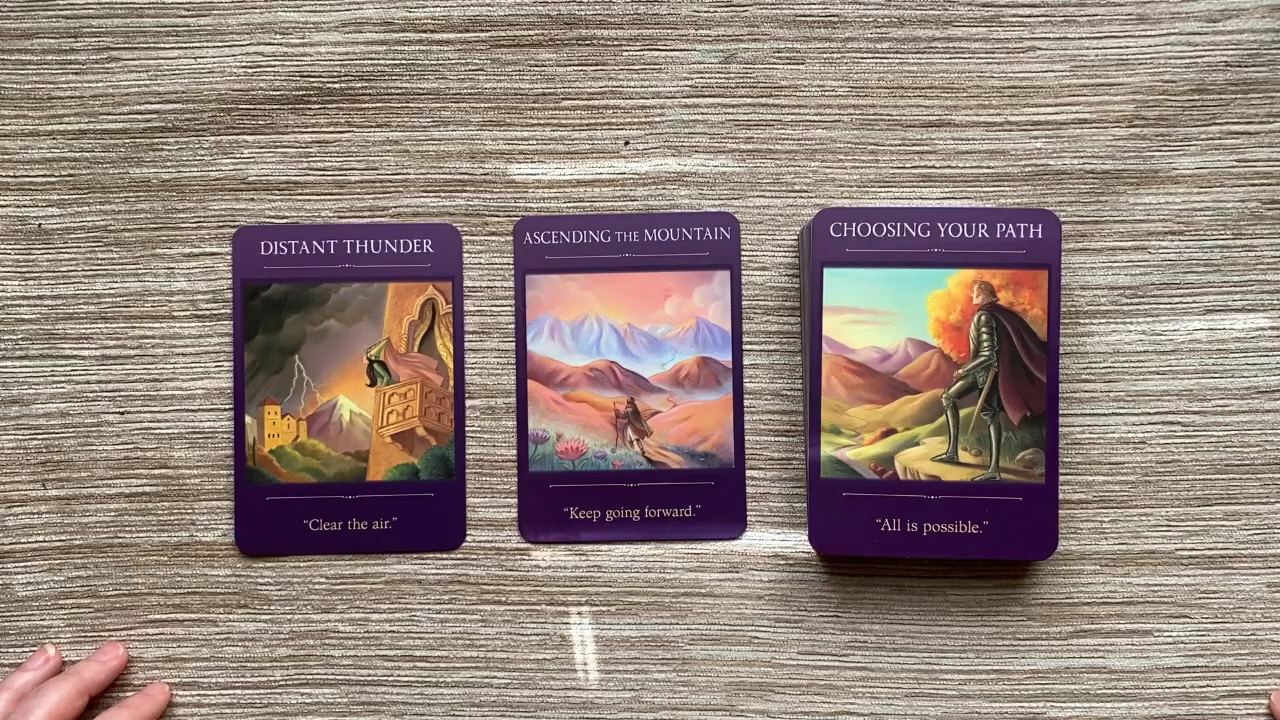 DISTANT THUNDER
"Clear the air."
ASCENDING THE MOUNTAIN
"Keep going forward."
CHOOSING YOUR PATH
"All is possible."